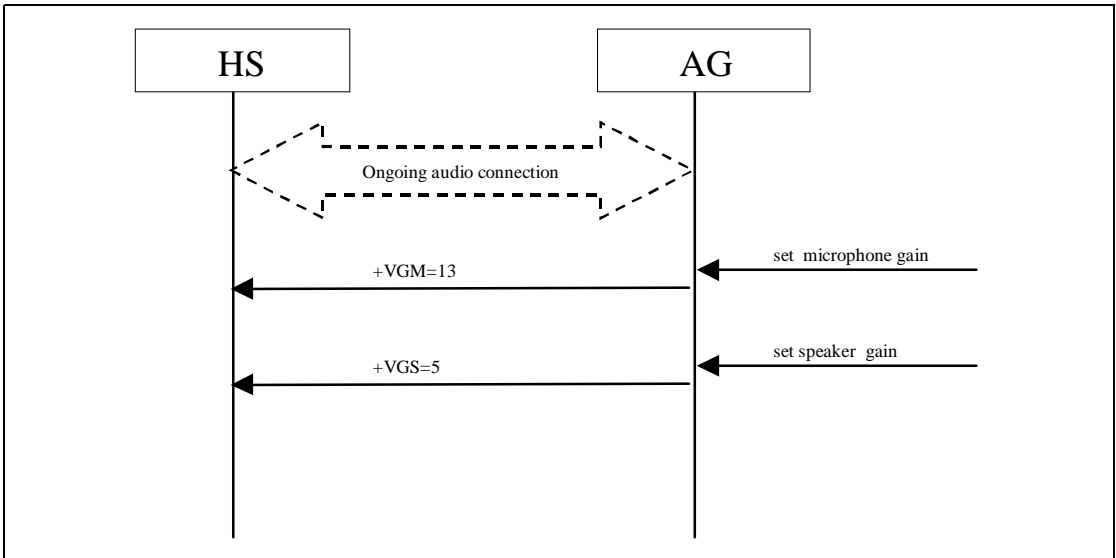 HS
AG
Ongoing audio connection
set microphone gain
+VGM=13
set speaker gain
+VGS=5